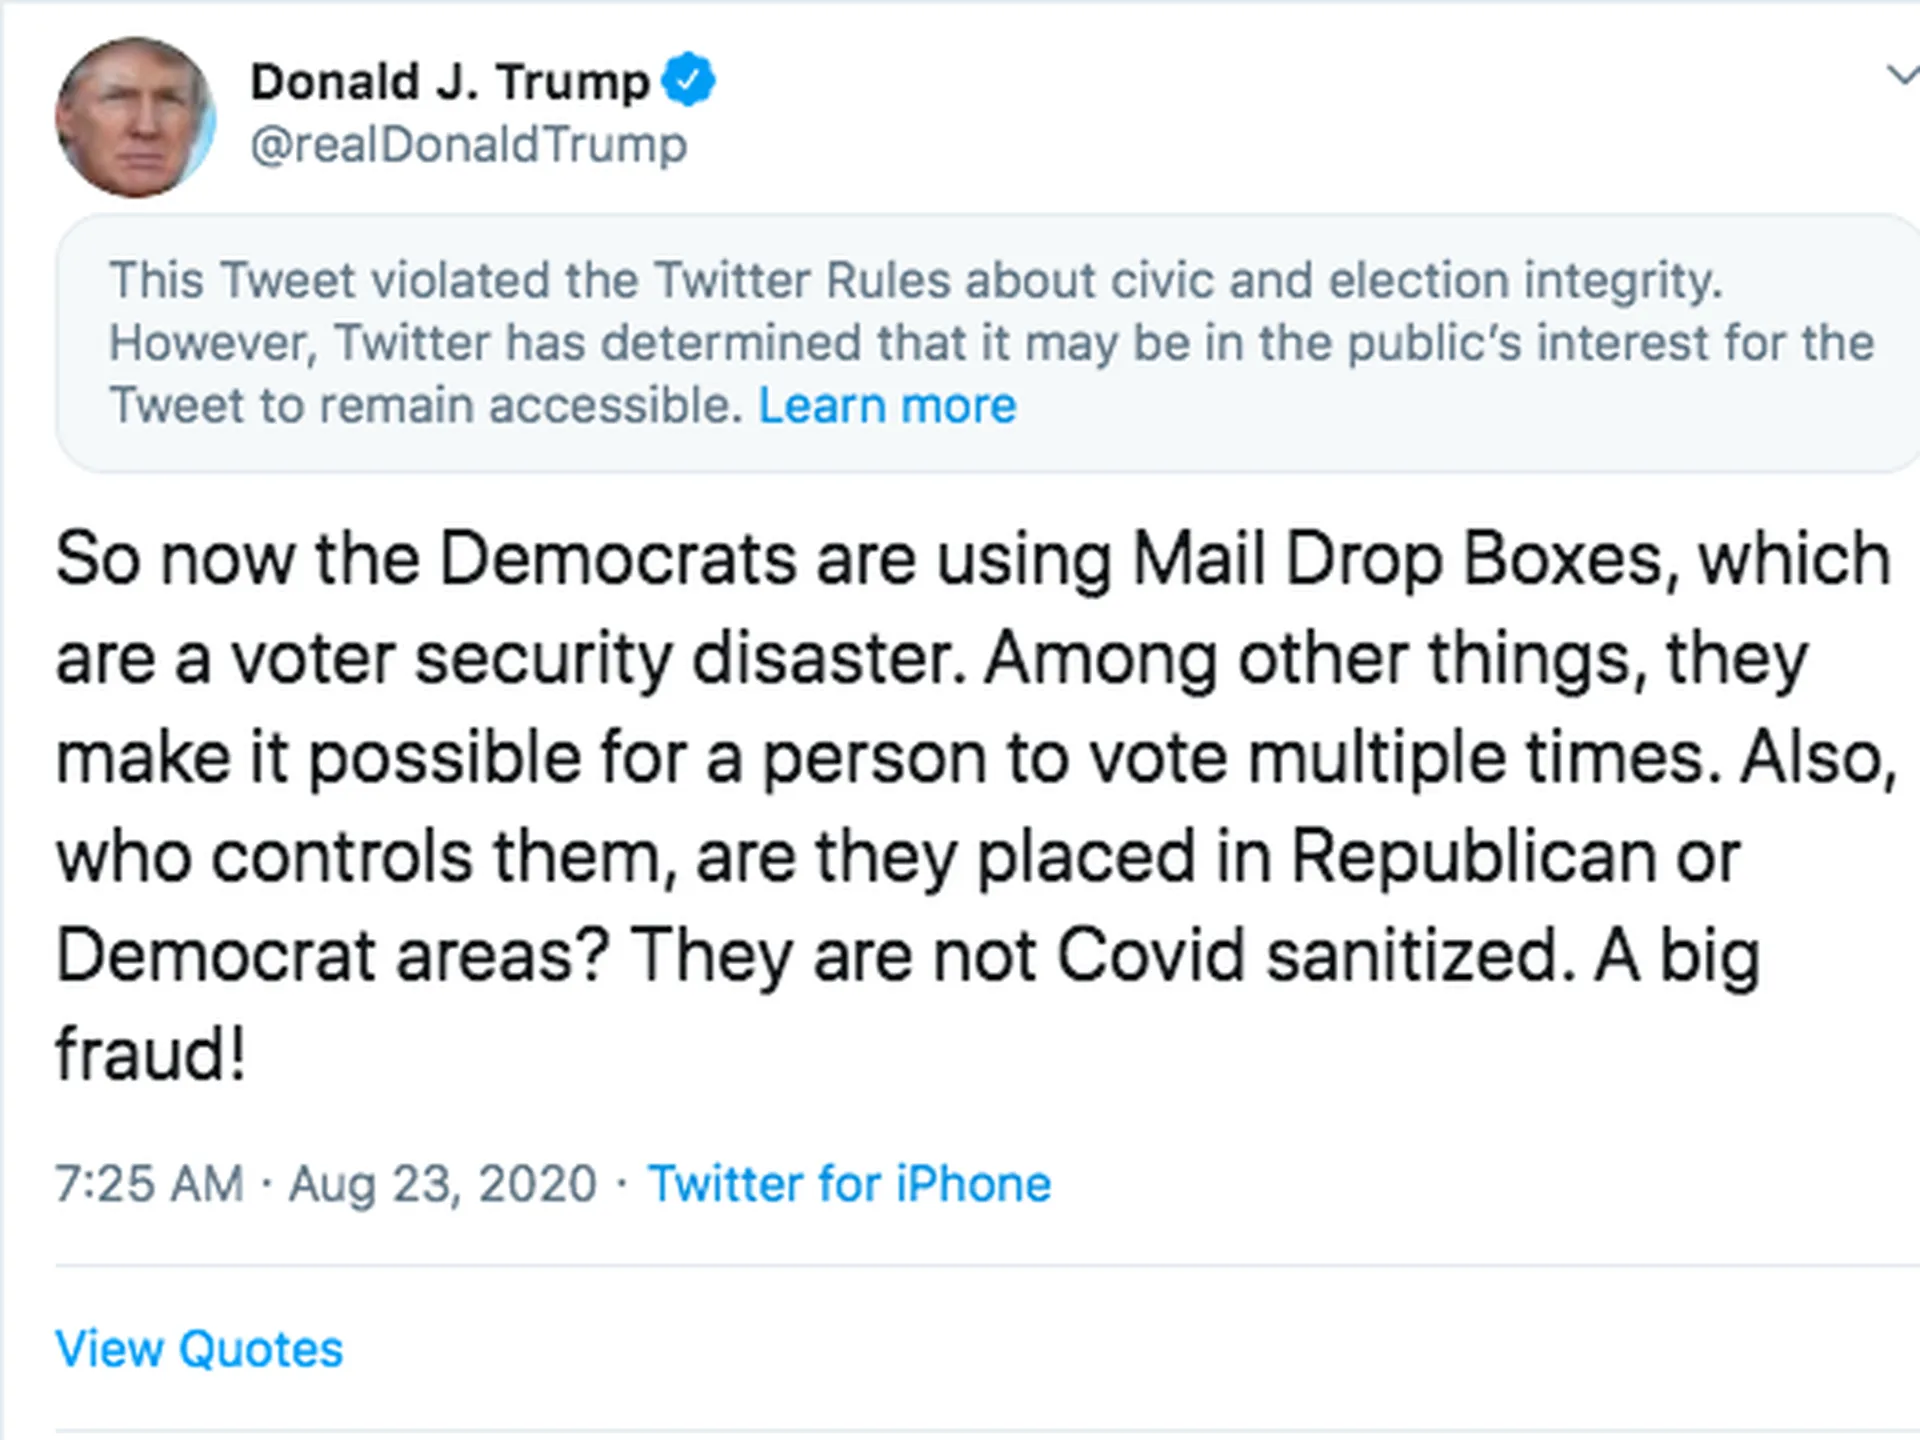 Donald J. Trump
@realDonaldTrump
This Tweet violated the Twitter Rules about civic and election integrity.
However, Twitter has determined that it may be in the public’s interest for the
Tweet to remain accessible. Learn more
So now the Democrats are using Mail Drop Boxes, which
are a voter security disaster. Among other things, they
make it possible for a person to vote multiple times. Also,
who controls them, are they placed in Republican or
Democrat areas? They are not Covid sanitized. A big
fraud!
7:25 AM · Aug 23, 2020 · Twitter for iPhone
View Quotes